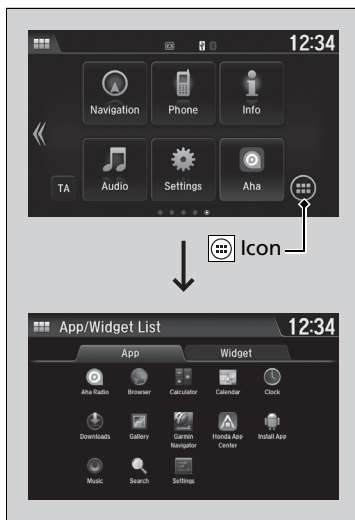 12:34
Navigation Phone Info
TA Audio Settings Aha
Icon
App/Widget List 12:34
App Widget
Aha Radio Browser Calculator Calendar Clock
Downloads Gallery Garmin Navigator Honda App Center Install App
Music Search Settings